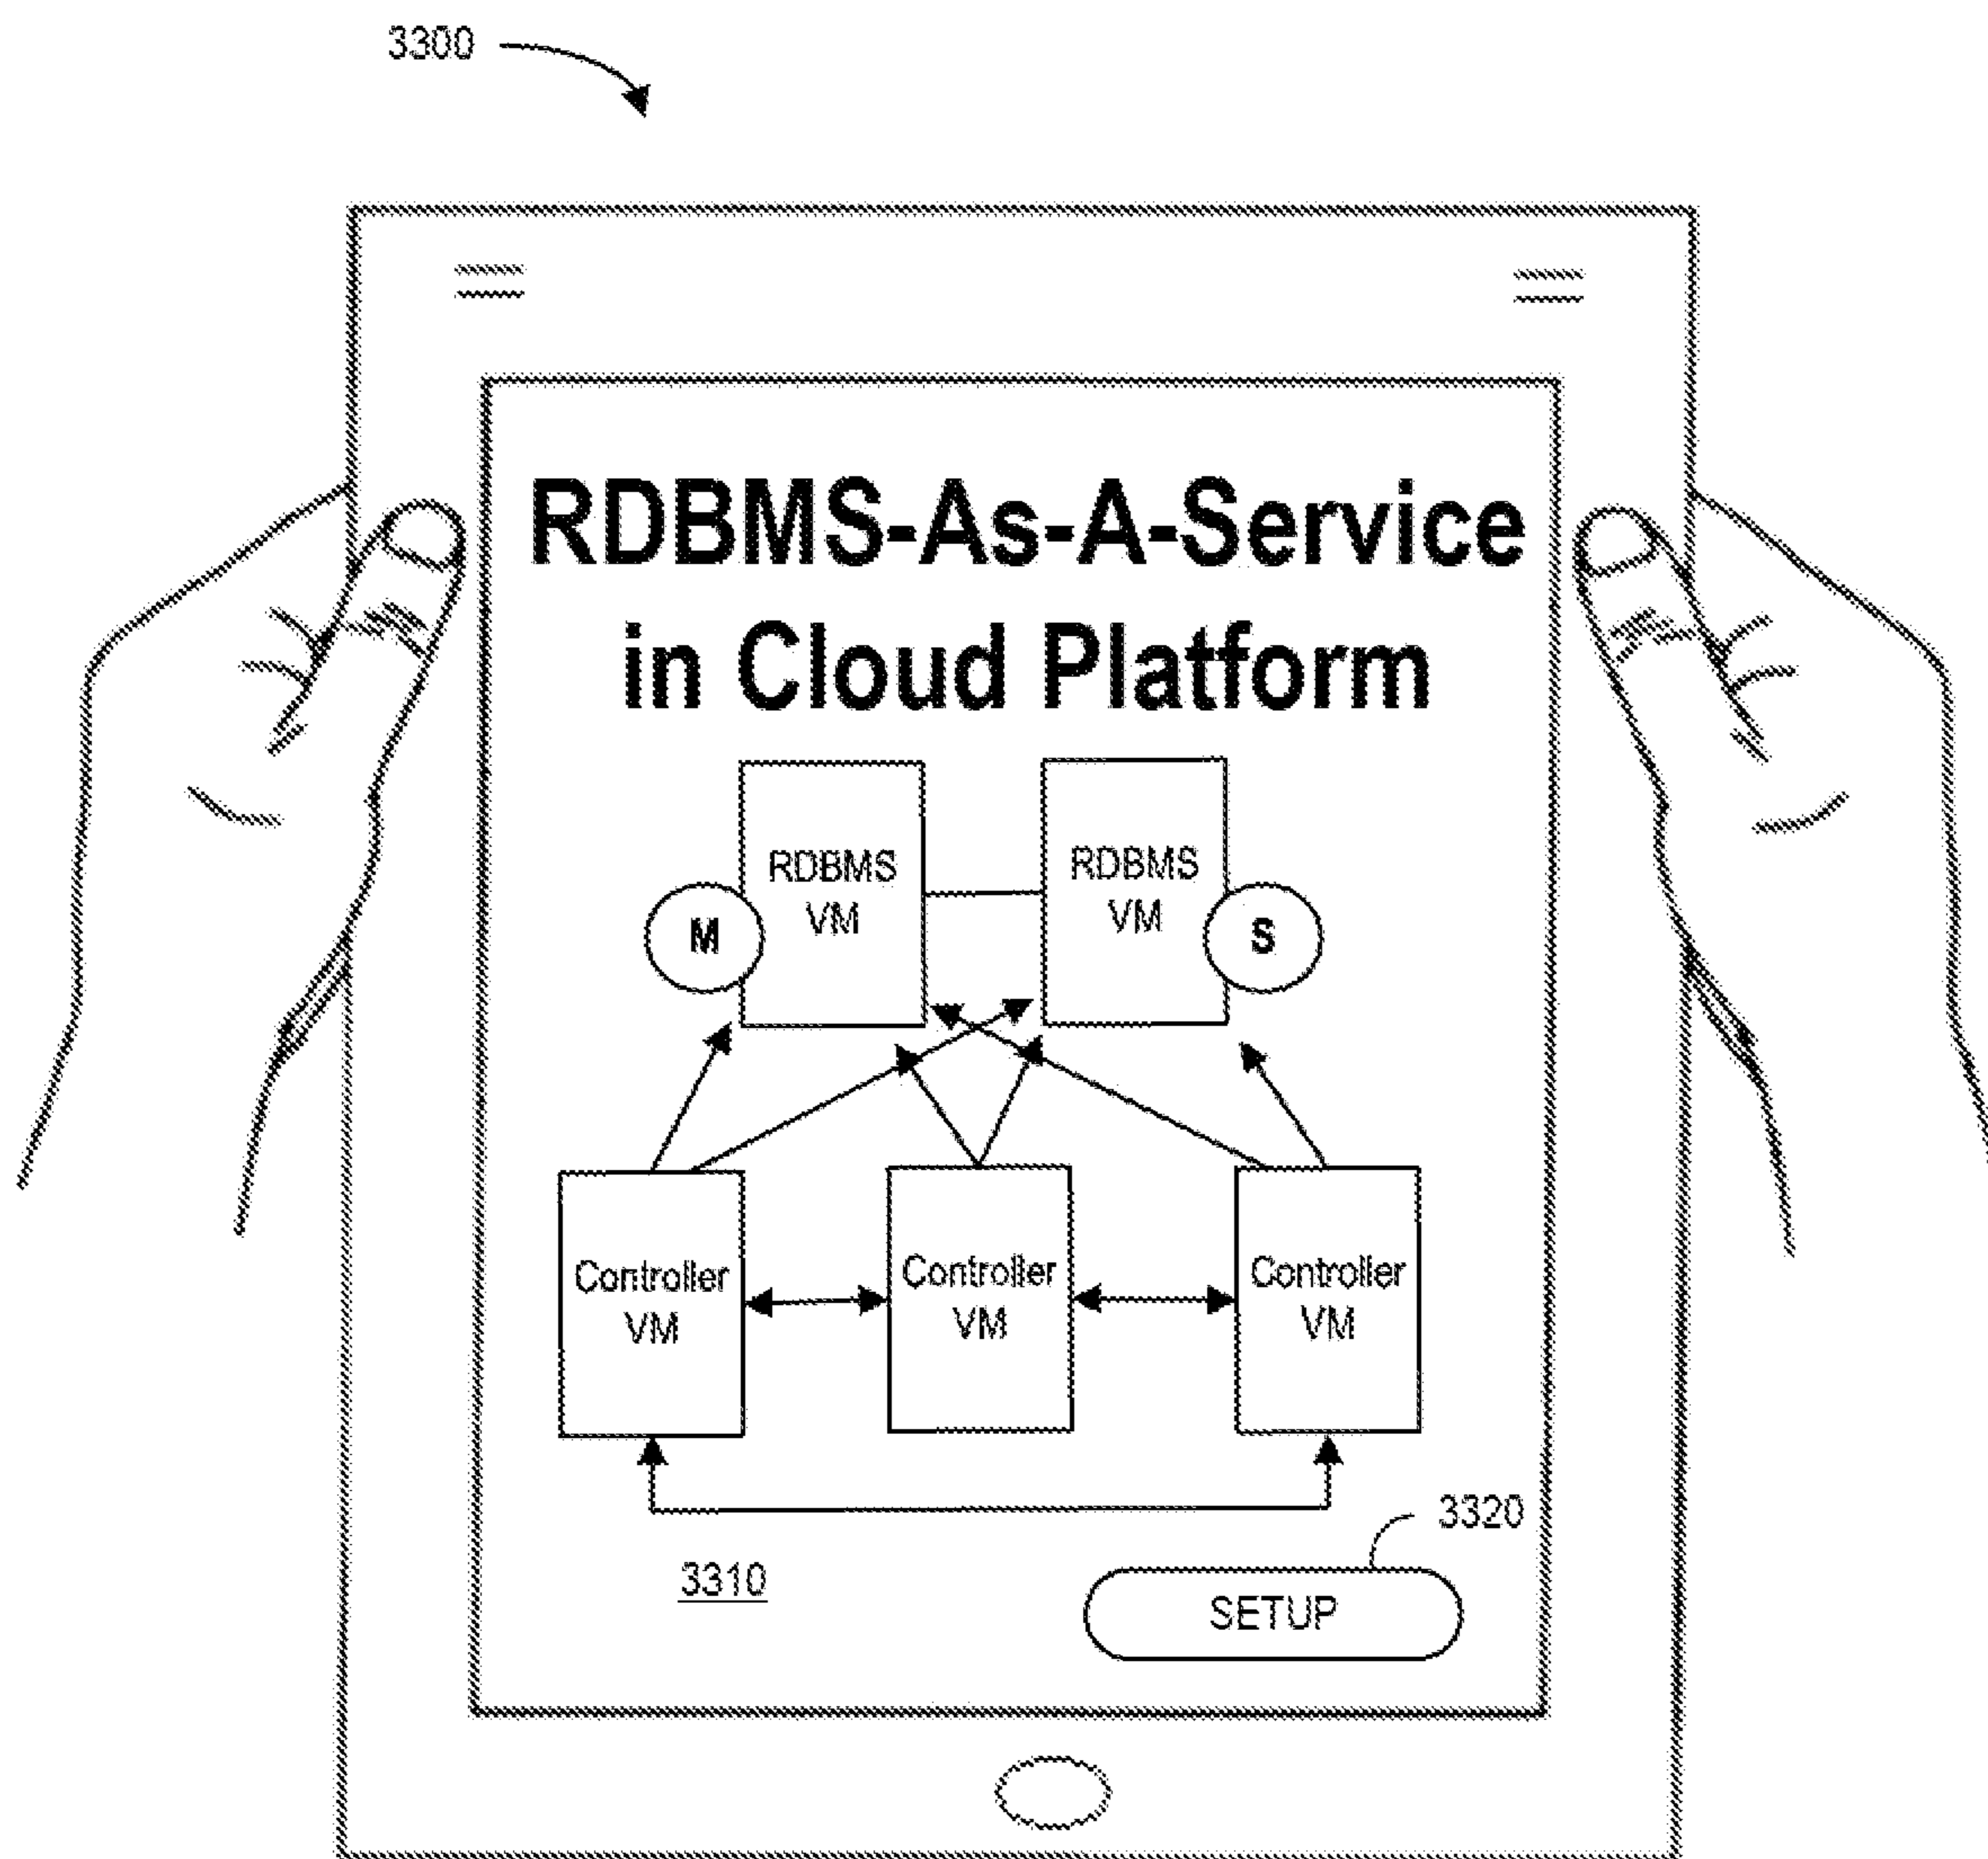 3300
RDBMS-As-A-Service
in Cloud Platform
RDBMS
VM
RDBMS
VM
M
S
Controller
VM
Controller
VM
Controller
VM
3320
3310
SETUP